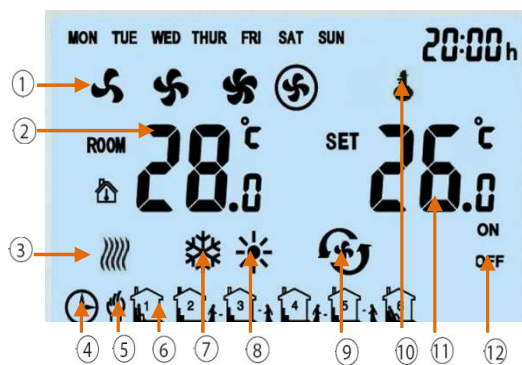 MON TUE WED THUR FRI SAT SUN 20:00h
①
② ROOM 28.0 °C SET 26.0 °C
ON
③ OFF
1 2 3 4 5 6
④ ⑤ ⑥ ⑦ ⑧ ⑨ ⑩ ⑪ ⑫